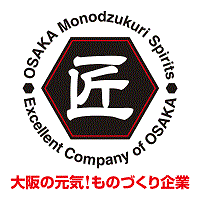 OSAKA Monodzukuri Spirits
匠
Excellent Company of OSAKA
大阪の元気!ものづくり企業